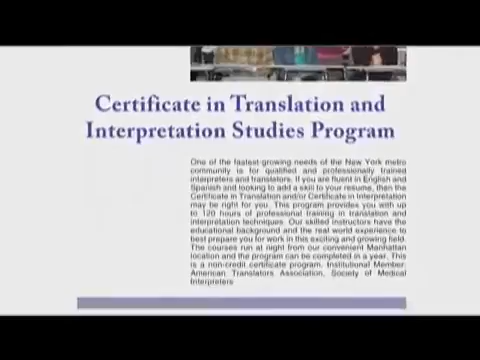 Certificate in Translation and
Interpretation Studies Program
One of the fastest-growing needs of the New York metro
community is for qualified and professionally trained
interpreters and translators. If you are fluent in English and
Spanish and looking to add a skill to your resume, then the
Certificate in Translation and/or Certificate in Interpretation
may be right for you. This program provides you with up
to 120 hours of professional training in translation and
interpretation techniques. Our skilled instructors have the
educational background and the real world experience to
best prepare you for work in this exciting and growing field.
The courses run at night from our convenient Manhattan
location and the program can be completed in a year. This
is a non-credit certificate program. Institutional Member:
American Translators Association, Society of Medical
Interpreters